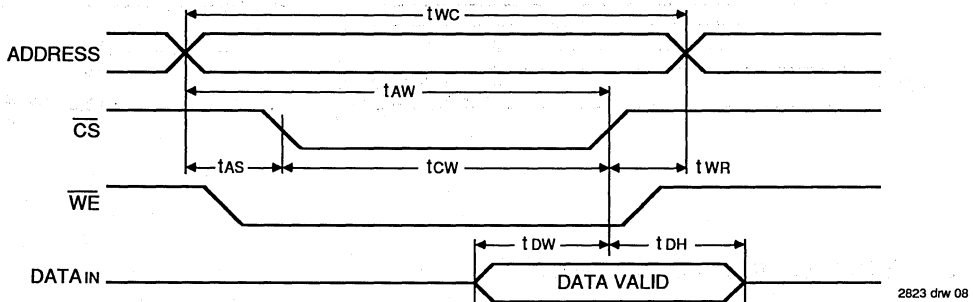 tWC
ADDRESS
tAW
CS
tAS
tCW
tWR
WE
tDW
tDH
DATAIN
DATA VALID
2823 drw 08